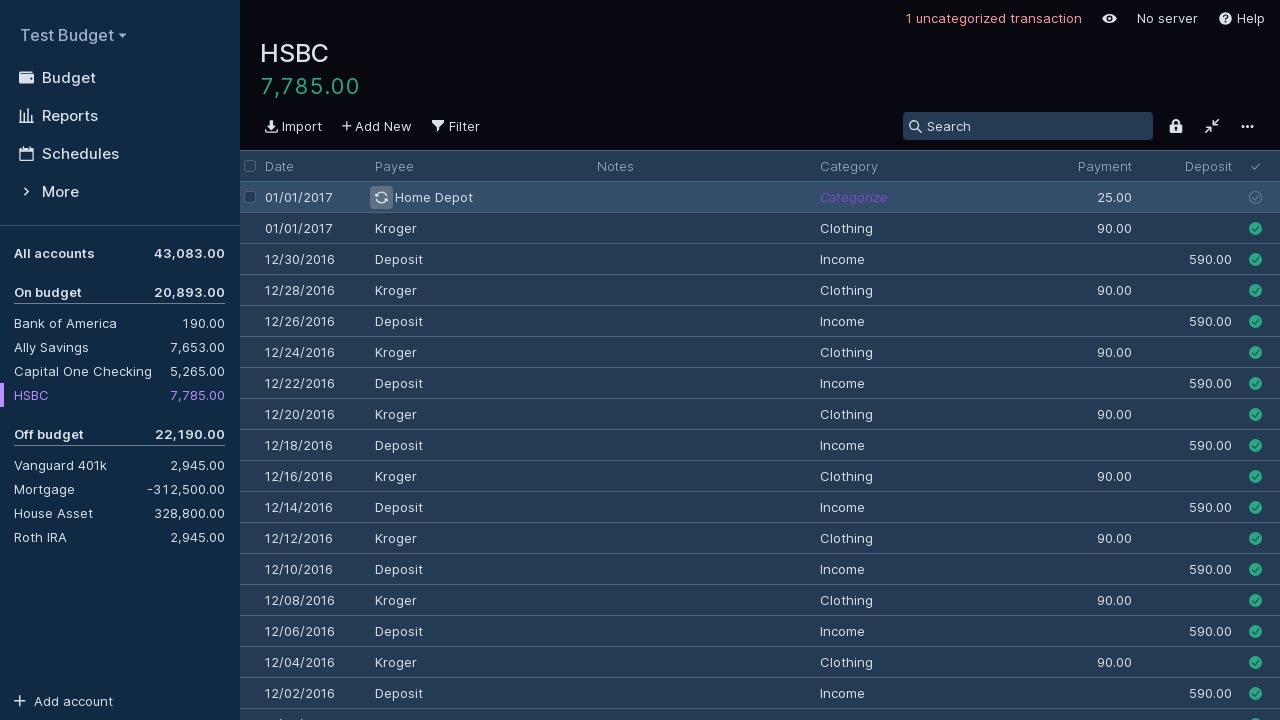 Test Budget
Budget
Reports
Schedules
More
All accounts 43,083.00
On budget 20,893.00
Bank of America 190.00
Ally Savings 7,653.00
Capital One Checking 5,265.00
HSBC 7,785.00
Off budget 22,190.00
Vanguard 401k 2,945.00
Mortgage -312,500.00
House Asset 328,800.00
Roth IRA 2,945.00
Add account
1 uncategorized transaction No server Help
HSBC
7,785.00
Import Add New Filter Search
Date Payee Notes Category Payment Deposit
01/01/2017 Home Depot Categorize 25.00
01/01/2017 Kroger Clothing 90.00
12/30/2016 Deposit Income 590.00
12/28/2016 Kroger Clothing 90.00
12/26/2016 Deposit Income 590.00
12/24/2016 Kroger Clothing 90.00
12/22/2016 Deposit Income 590.00
12/20/2016 Kroger Clothing 90.00
12/18/2016 Deposit Income 590.00
12/16/2016 Kroger Clothing 90.00
12/14/2016 Deposit Income 590.00
12/12/2016 Kroger Clothing 90.00
12/10/2016 Deposit Income 590.00
12/08/2016 Kroger Clothing 90.00
12/06/2016 Deposit Income 590.00
12/04/2016 Kroger Clothing 90.00
12/02/2016 Deposit Income 590.00